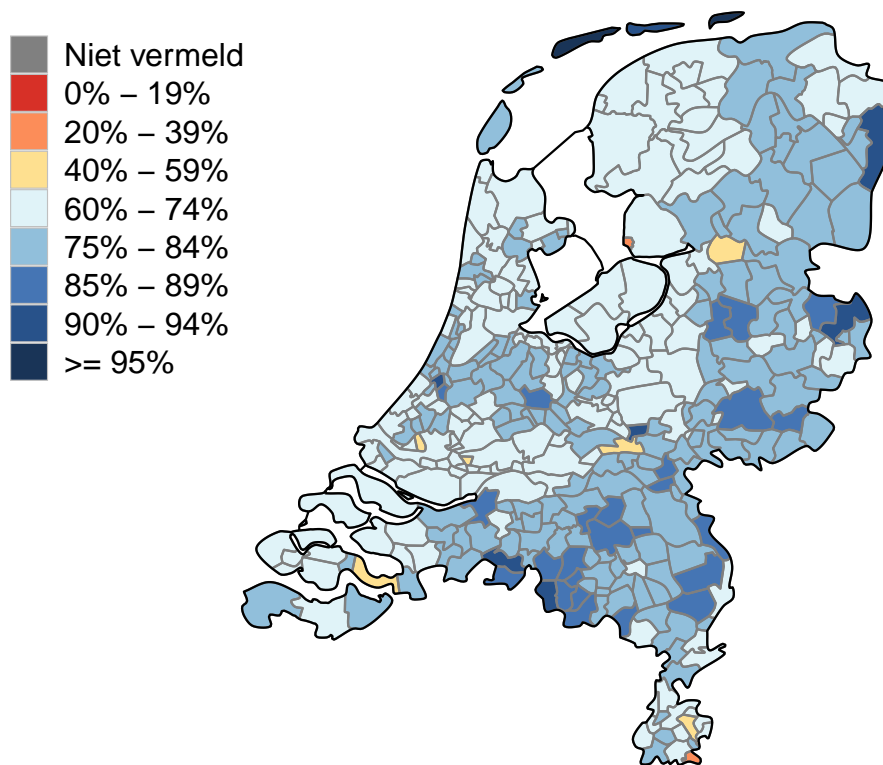 Niet vermeld
0% – 19%
20% – 39%
40% – 59%
60% – 74%
75% – 84%
85% – 89%
90% – 94%
>= 95%